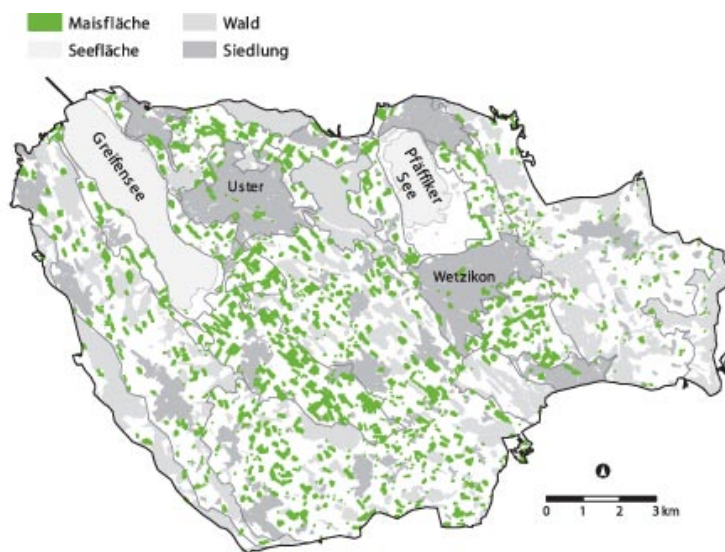 Maisfläche
Wald
Seefläche
Siedlung
Greifensee
Uster
Pfäffiker
See
Wetzikon
0 1 2 3 km